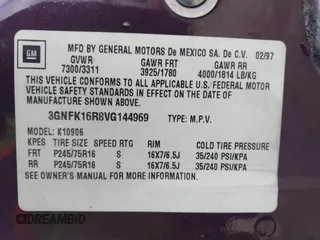 GM
MFD BY GENERAL MOTORS De MEXICO SA. De C.V. 02/97
GVWR GAWR FRT GAWR RR
7300/3311 3925/1780 4000/1814 LB/KG
THIS VEHICLE CONFORMS TO ALL APPLICABLE U.S. FEDERAL MOTOR
VEHICLE SAFETY STANDARDS IN EFFECT ON THE DATE OF
MANUFACTURE SHOWN ABOVE.
3GNFK16R8VG144969 TYPE: M.P.V.
MODEL: K10906
KPES TIRE SIZE SPEED RTG RIM COLD TIRE PRESSURE
FRT P245/75R16 S 16X7/6.5J 35/240 PSI/KPA
RR P245/75R16 S 16X7/6.5J 35/240 PSI/KPA
SEE OWNER'S MANUAL FOR MORE INFORMATION.
DREAMBID